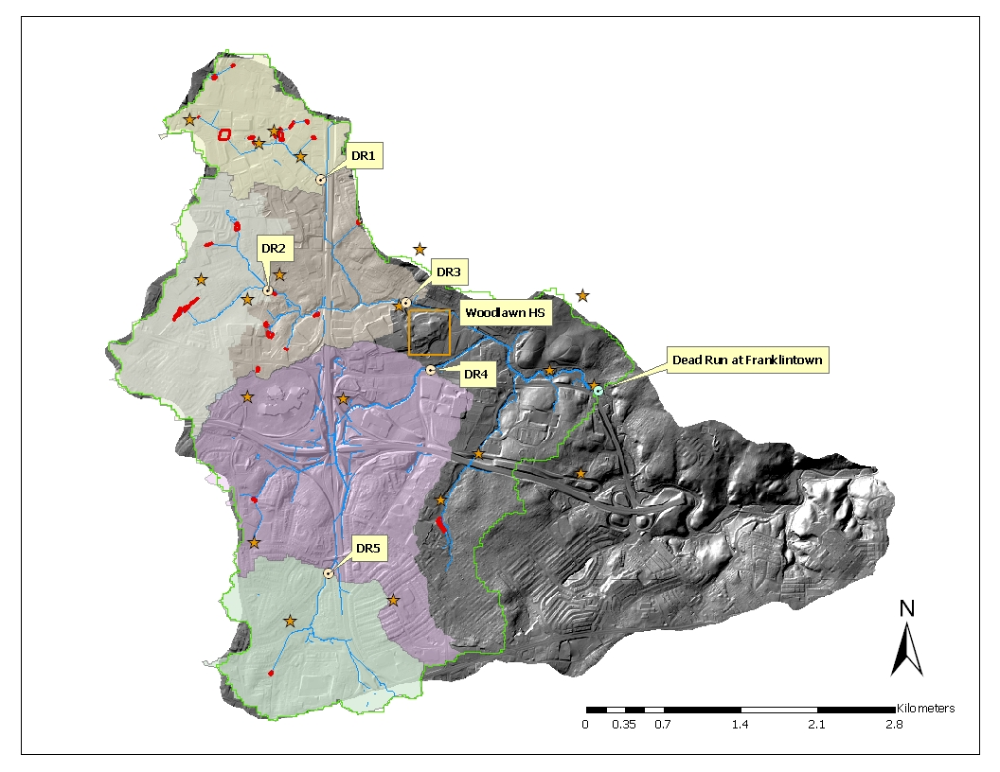 DR1
DR2
DR3
Woodlawn HS
Dead Run at Franklintown
DR4
DR5
N
Kilometers
0 0.35 0.7 1.4 2.1 2.8